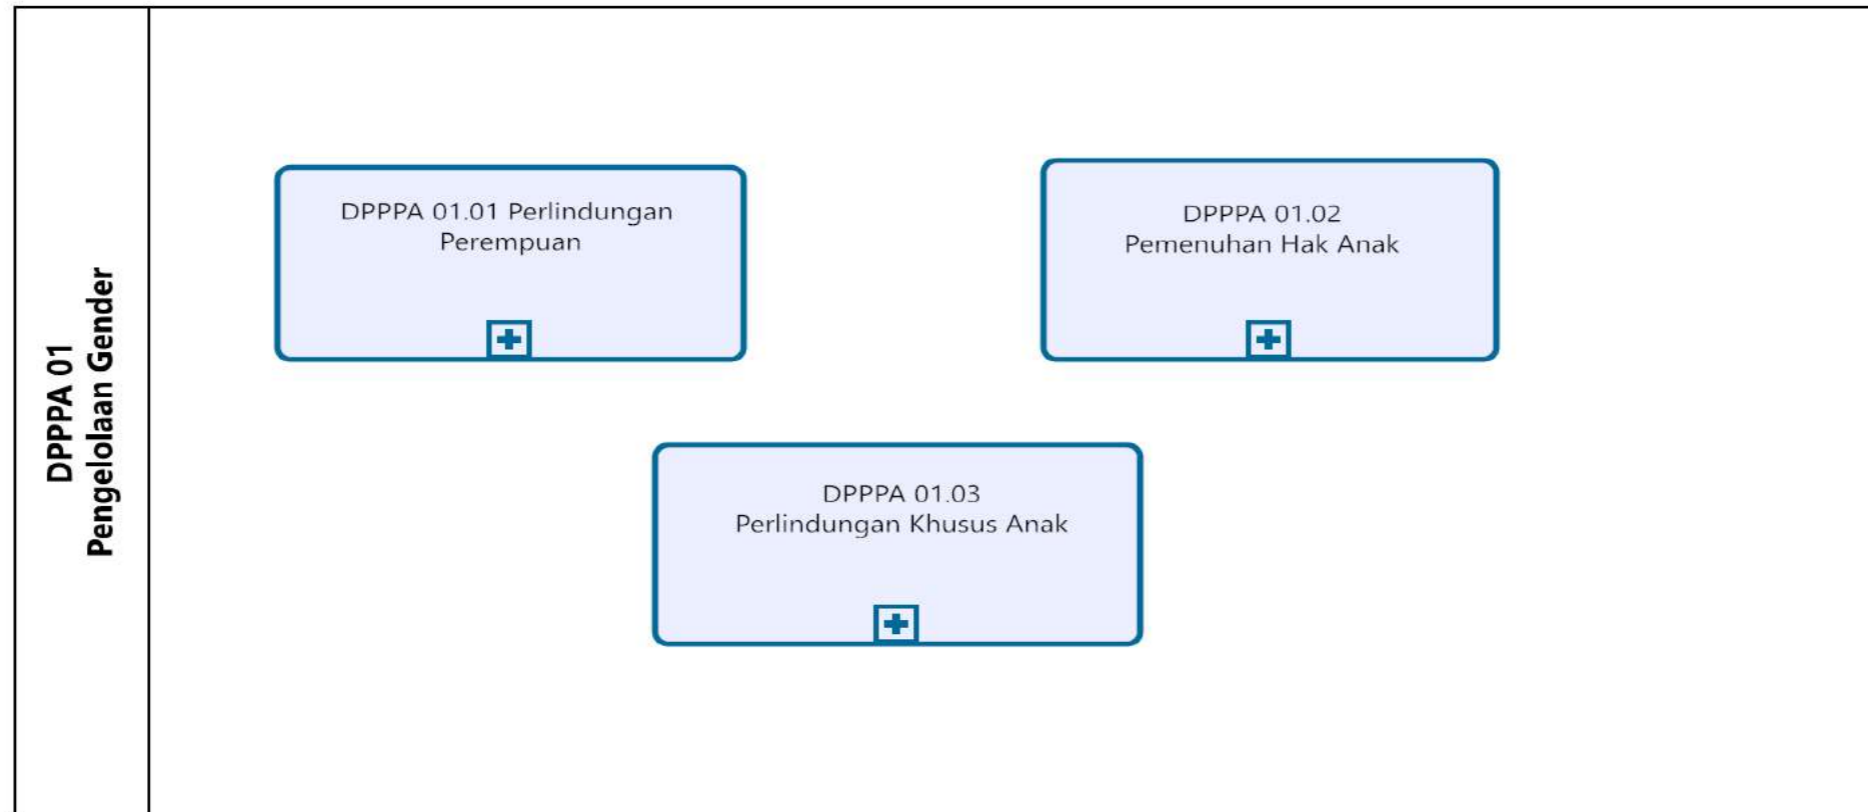 DPPPA 01
Pengelolaan Gender
DPPPA 01.01 Perlindungan
Perempuan
DPPPA 01.02
Pemenuhan Hak Anak
DPPPA 01.03
Perlindungan Khusus Anak